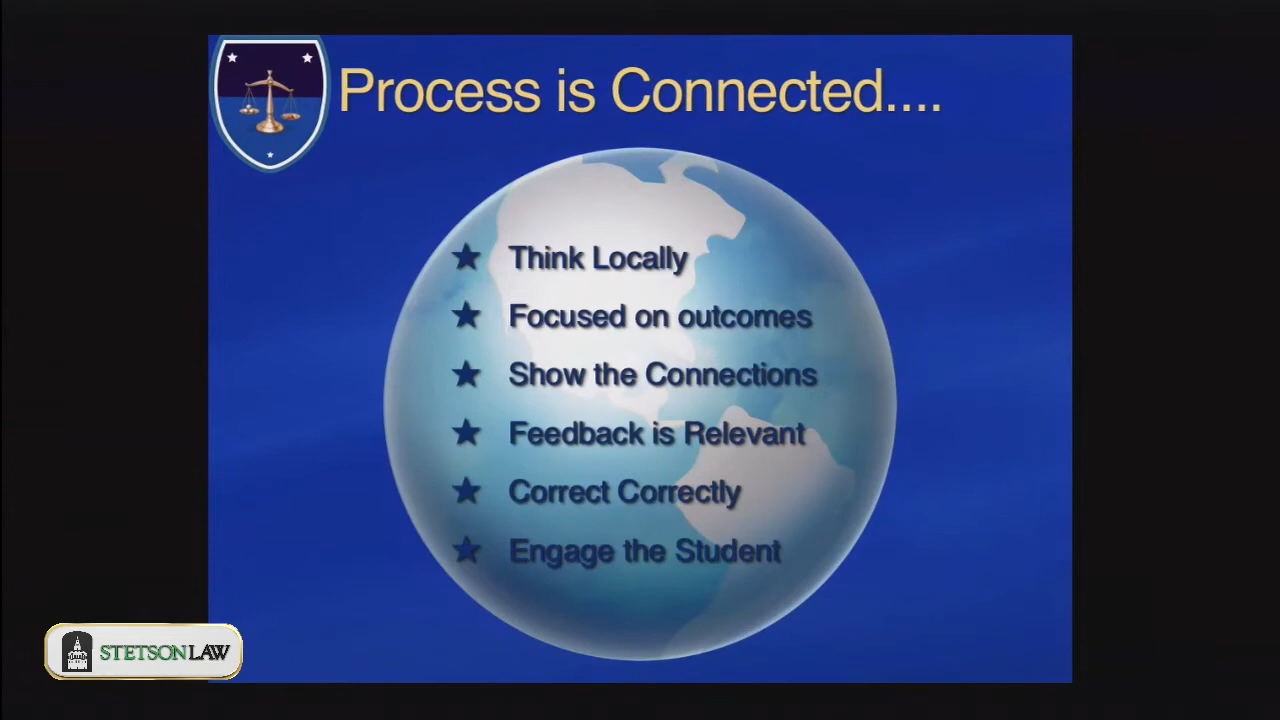 Process is Connected....
Think Locally
Focused on outcomes
Show the Connections
Feedback is Relevant
Correct Correctly
Engage the Student
STETSON LAW